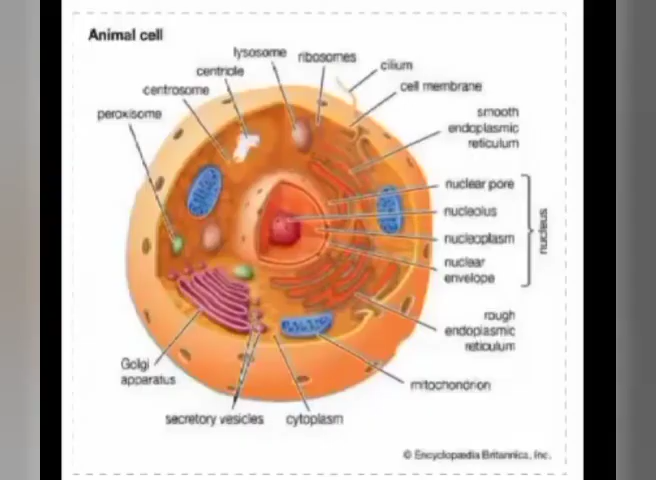 Animal cell
lysosome
ribosomes
centriole
cilium
centrosome
cell membrane
peroxisome
smooth
endoplasmic
reticulum
nuclear pore
nucleolus
nucleoplasm
nuclear
envelope
nucleus
rough
endoplasmic
reticulum
Golgi
apparatus
mitochondrion
secretory vesicles
cytoplasm
© Encyclopædia Britannica, Inc.